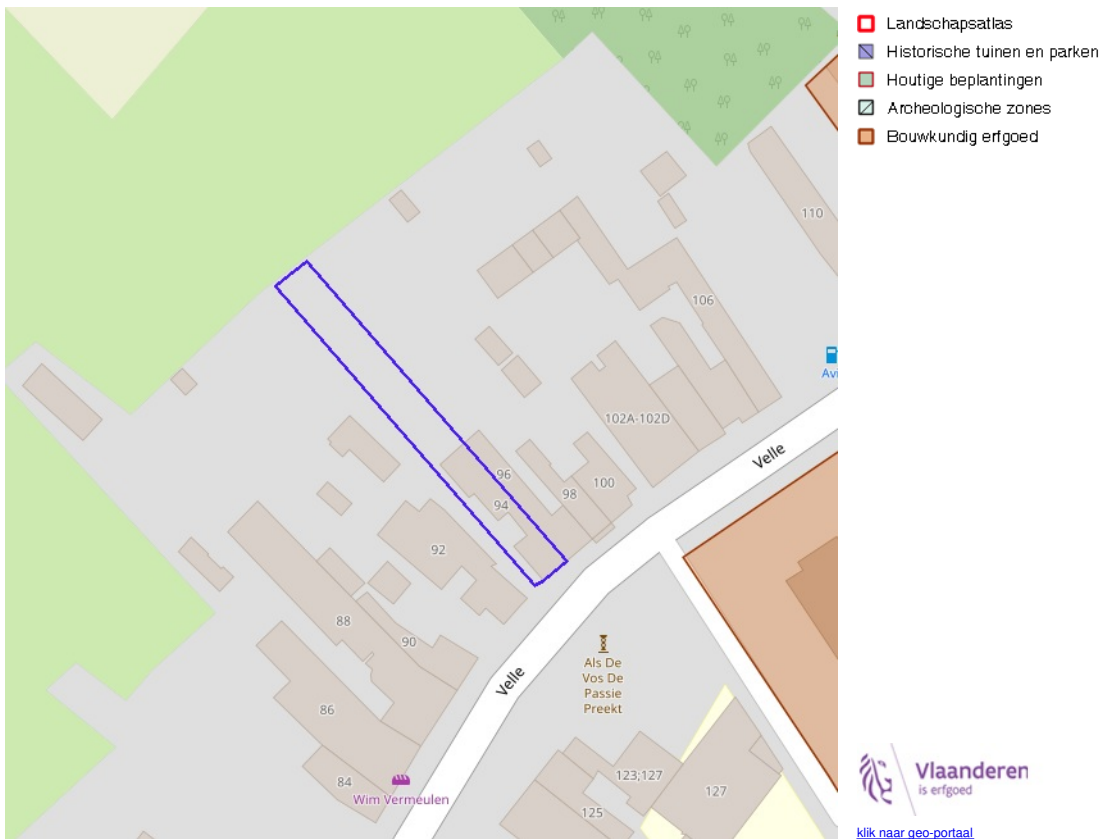 Landschapsatlas
Historische tuinen en parken
Houtige beplantingen
Archeologische zones
Bouwkundig erfgoed
110
106
Avi
102A-102D
Velle
96
100
98
94
92
88
90
Als De
Vos De
Passie
Preekt
Velle
86
84
Wim Vermeulen
123;127
127
125
Vlaanderen
is erfgoed
klik naar geo-portaal